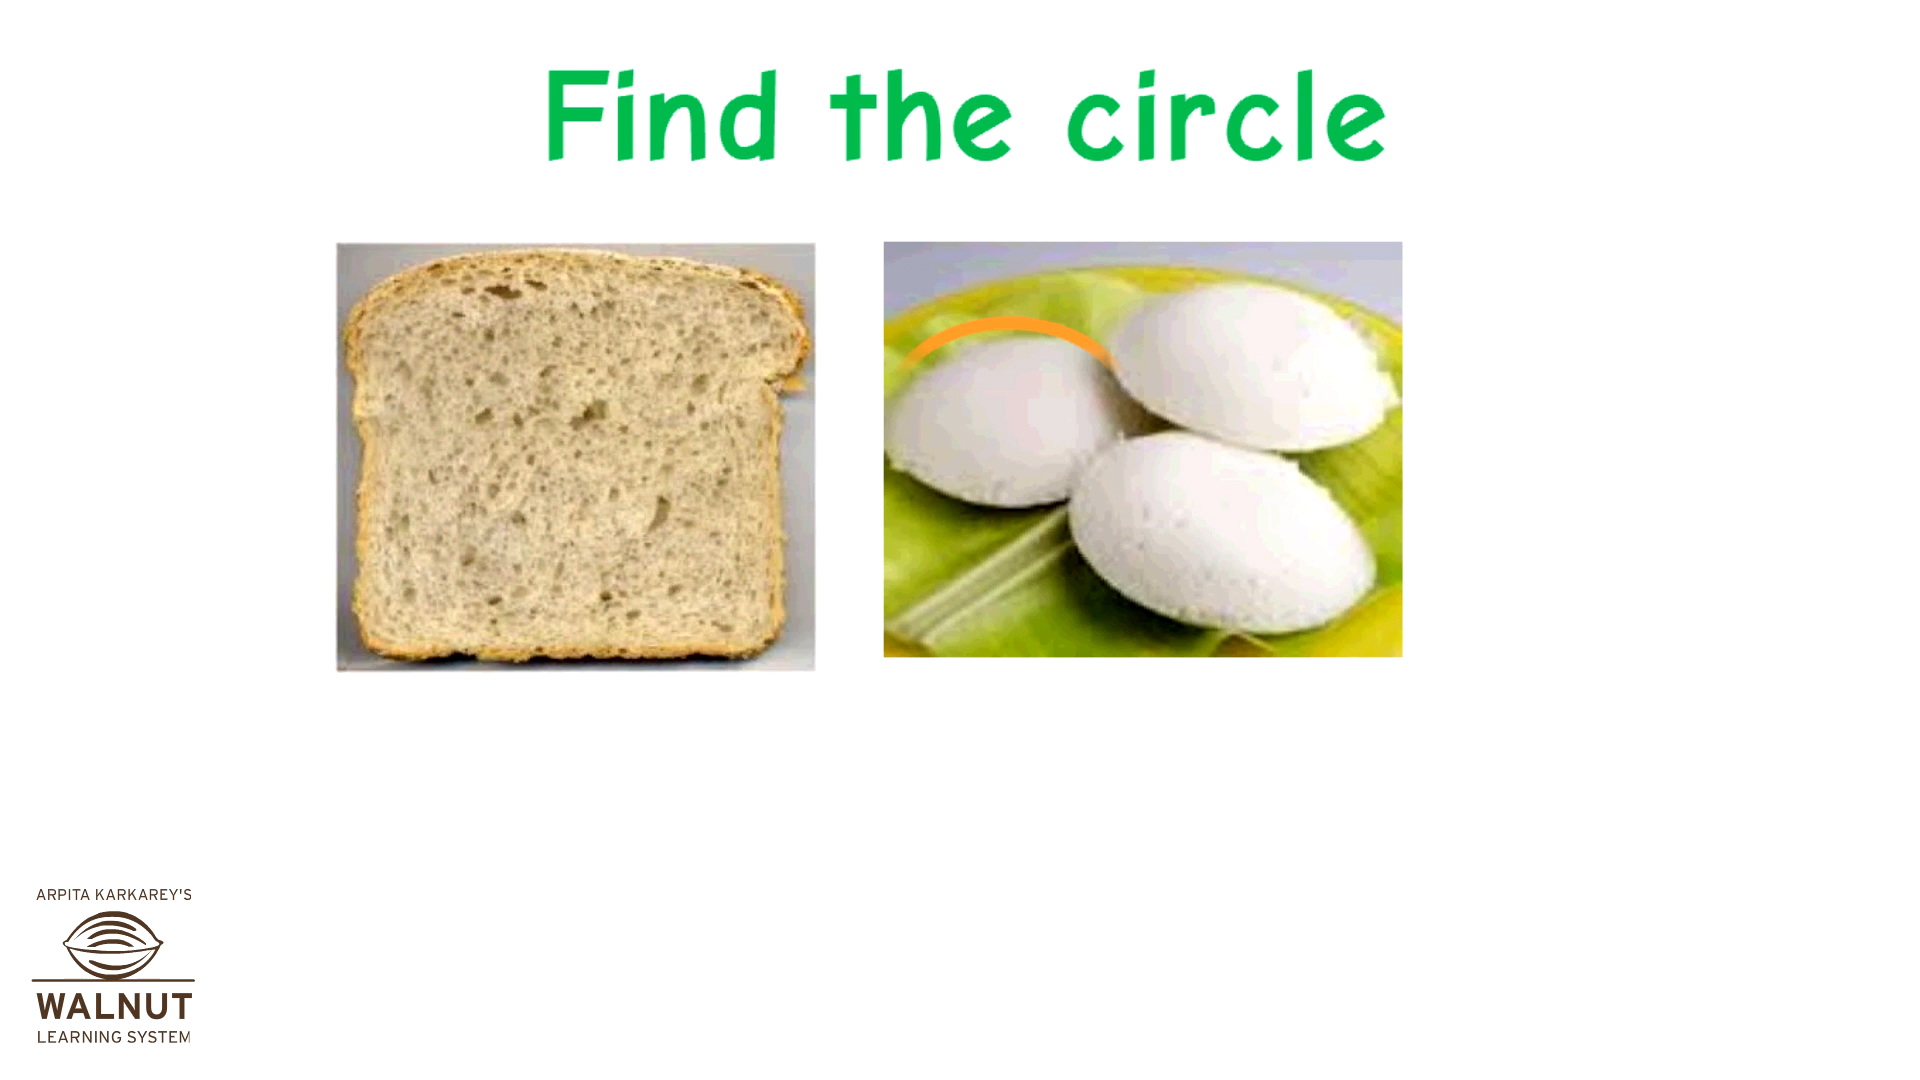 Find the circle
ARPITA KARKAREY'S
WALNUT
LEARNING SYSTEM